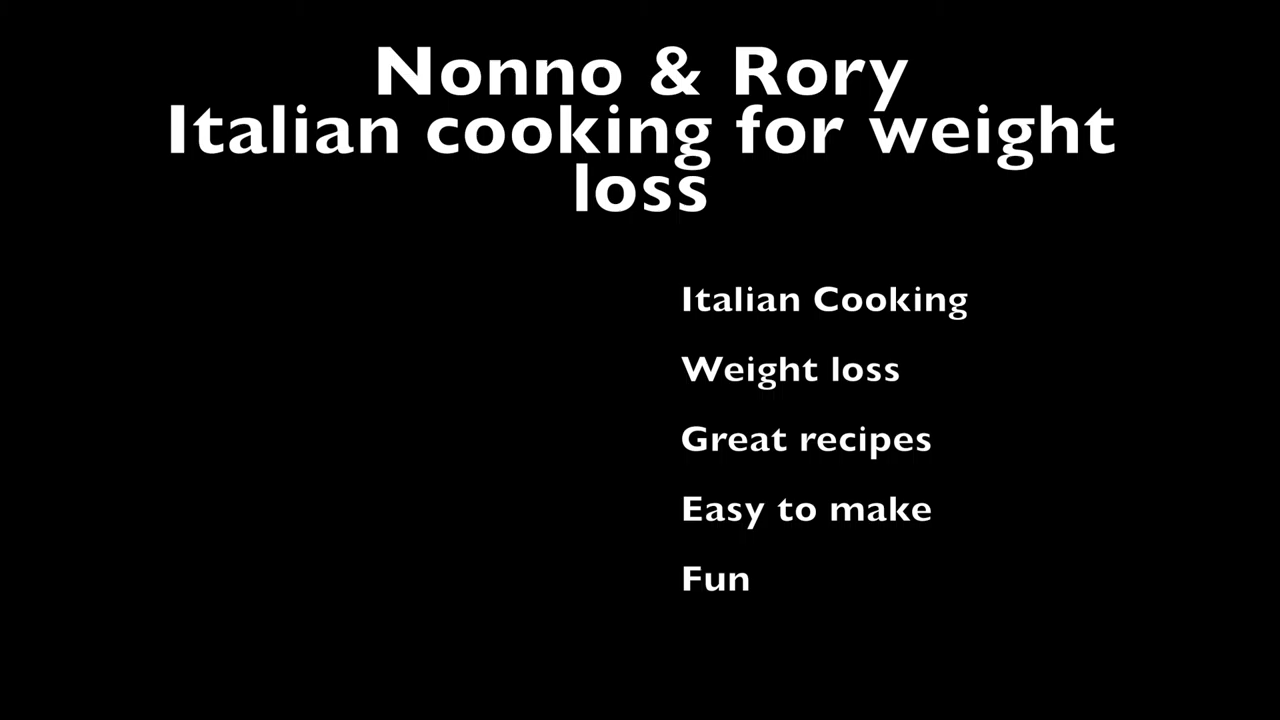 Nonno & Rory
Italian cooking for weight
loss
Italian Cooking
Weight loss
Great recipes
Easy to make
Fun